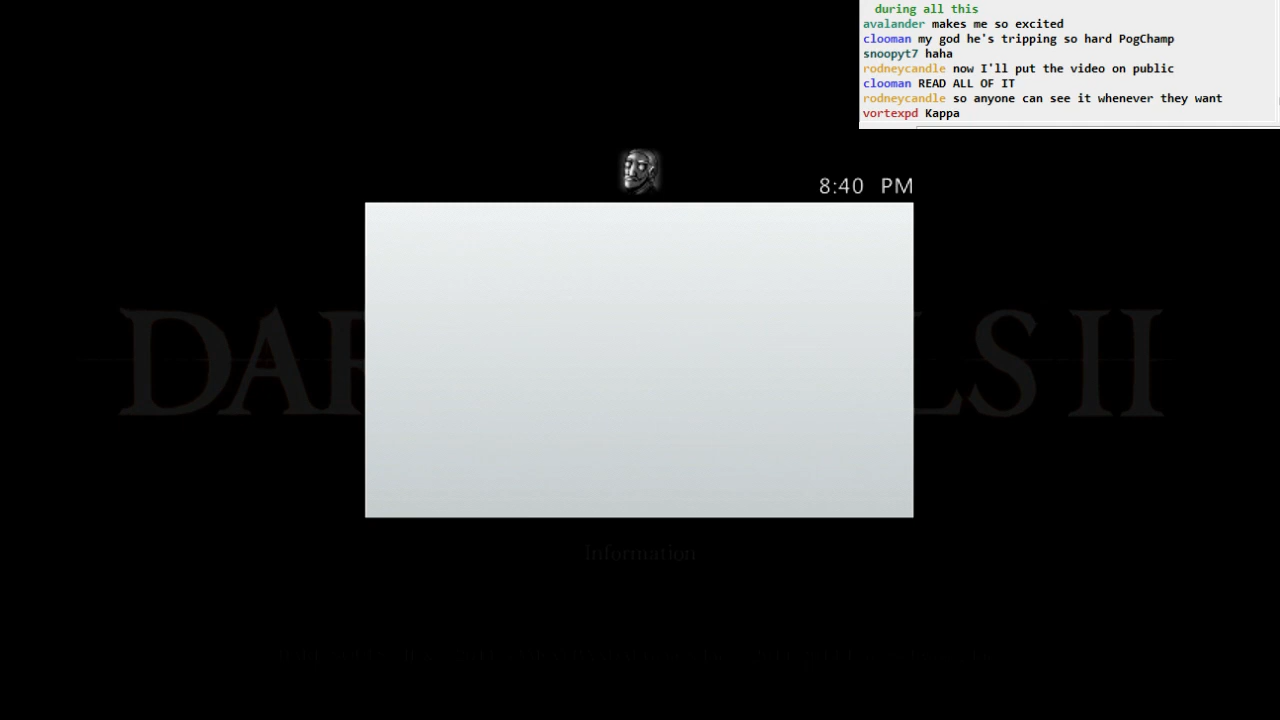 during all this
avalander makes me so excited
clooman my god he's tripping so hard PogChamp
snoopyt7 haha
rodneycandle now I'll put the video on public
clooman READ ALL OF IT
rodneycandle so anyone can see it whenever they want
vortexpd Kappa
8:40 PM
Information